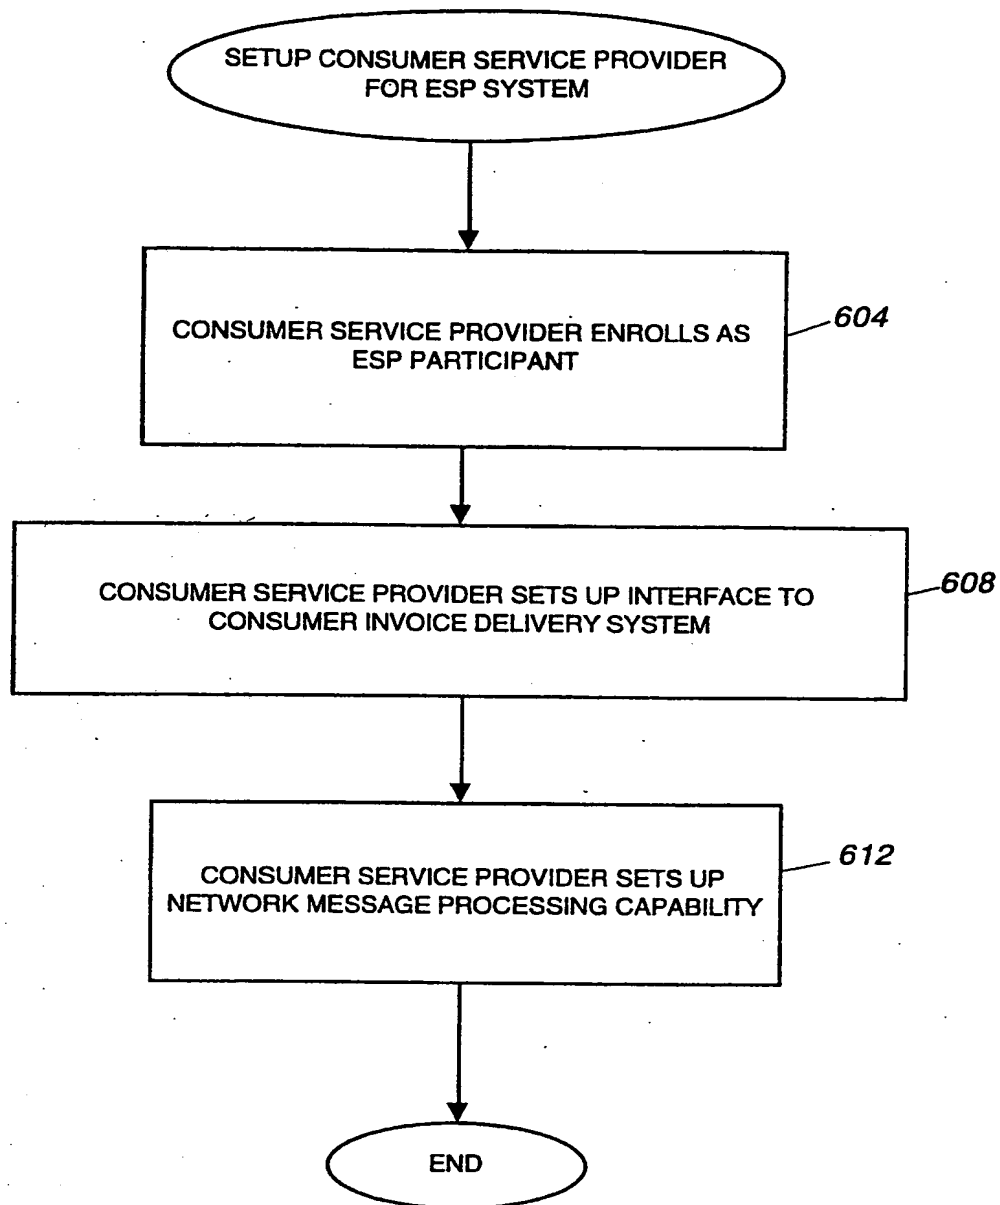 SETUP CONSUMER SERVICE PROVIDER
FOR ESP SYSTEM
CONSUMER SERVICE PROVIDER ENROLLS AS
ESP PARTICIPANT
604
CONSUMER SERVICE PROVIDER SETS UP INTERFACE TO
CONSUMER INVOICE DELIVERY SYSTEM
608
CONSUMER SERVICE PROVIDER SETS UP
NETWORK MESSAGE PROCESSING CAPABILITY
612
END